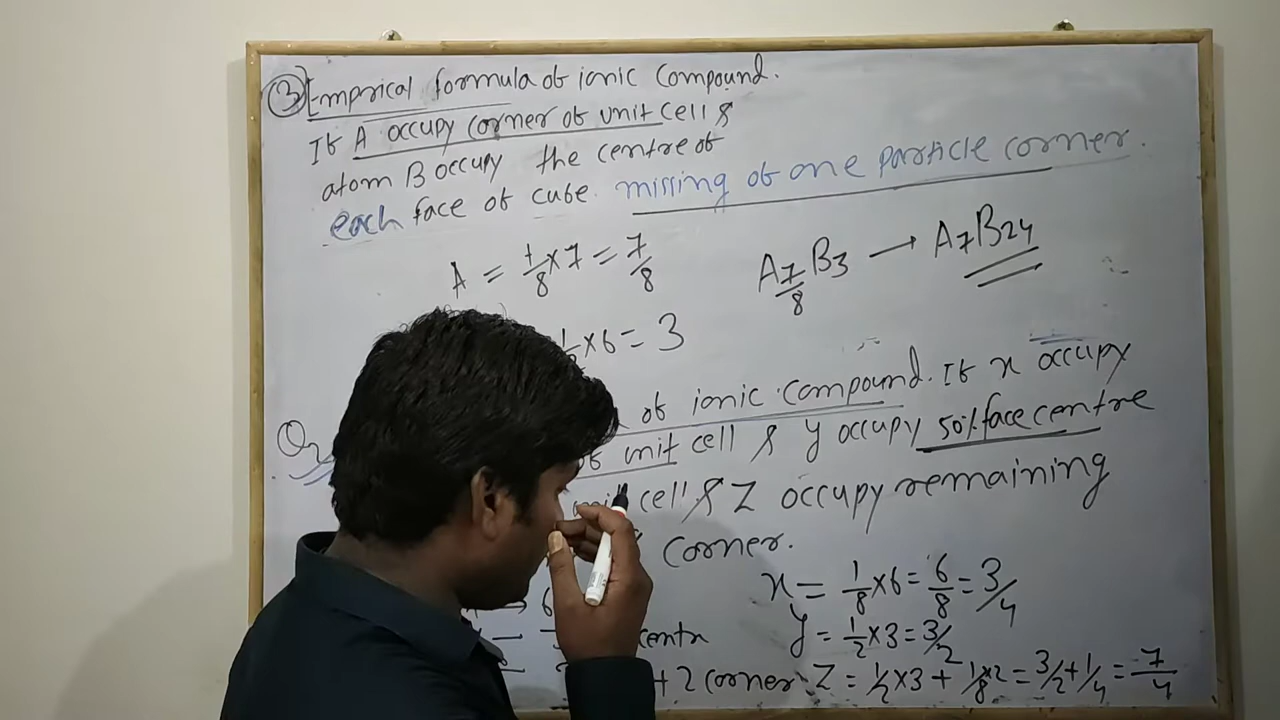 ③ Emprical formula of ionic compound.
If A occupy corner of unit cell &
atom B occupy the centre of
each face of cube. missing of one particle corner.
A = 1/8 × 7 = 7/8
A7/8 B3 → A7B24
× 6 = 3
of ionic compound. If x occupy
of unit cell & y occupy 50% face centre
unit cell & Z occupy remaining
corner.
x = 1/8 × 6 = 6/8 = 3/4
y = 1/2 × 3 = 3/2
+ 2 corner Z = 1/2 × 3 + 1/8 × 2 = 3/2 + 1/4 = 7/4